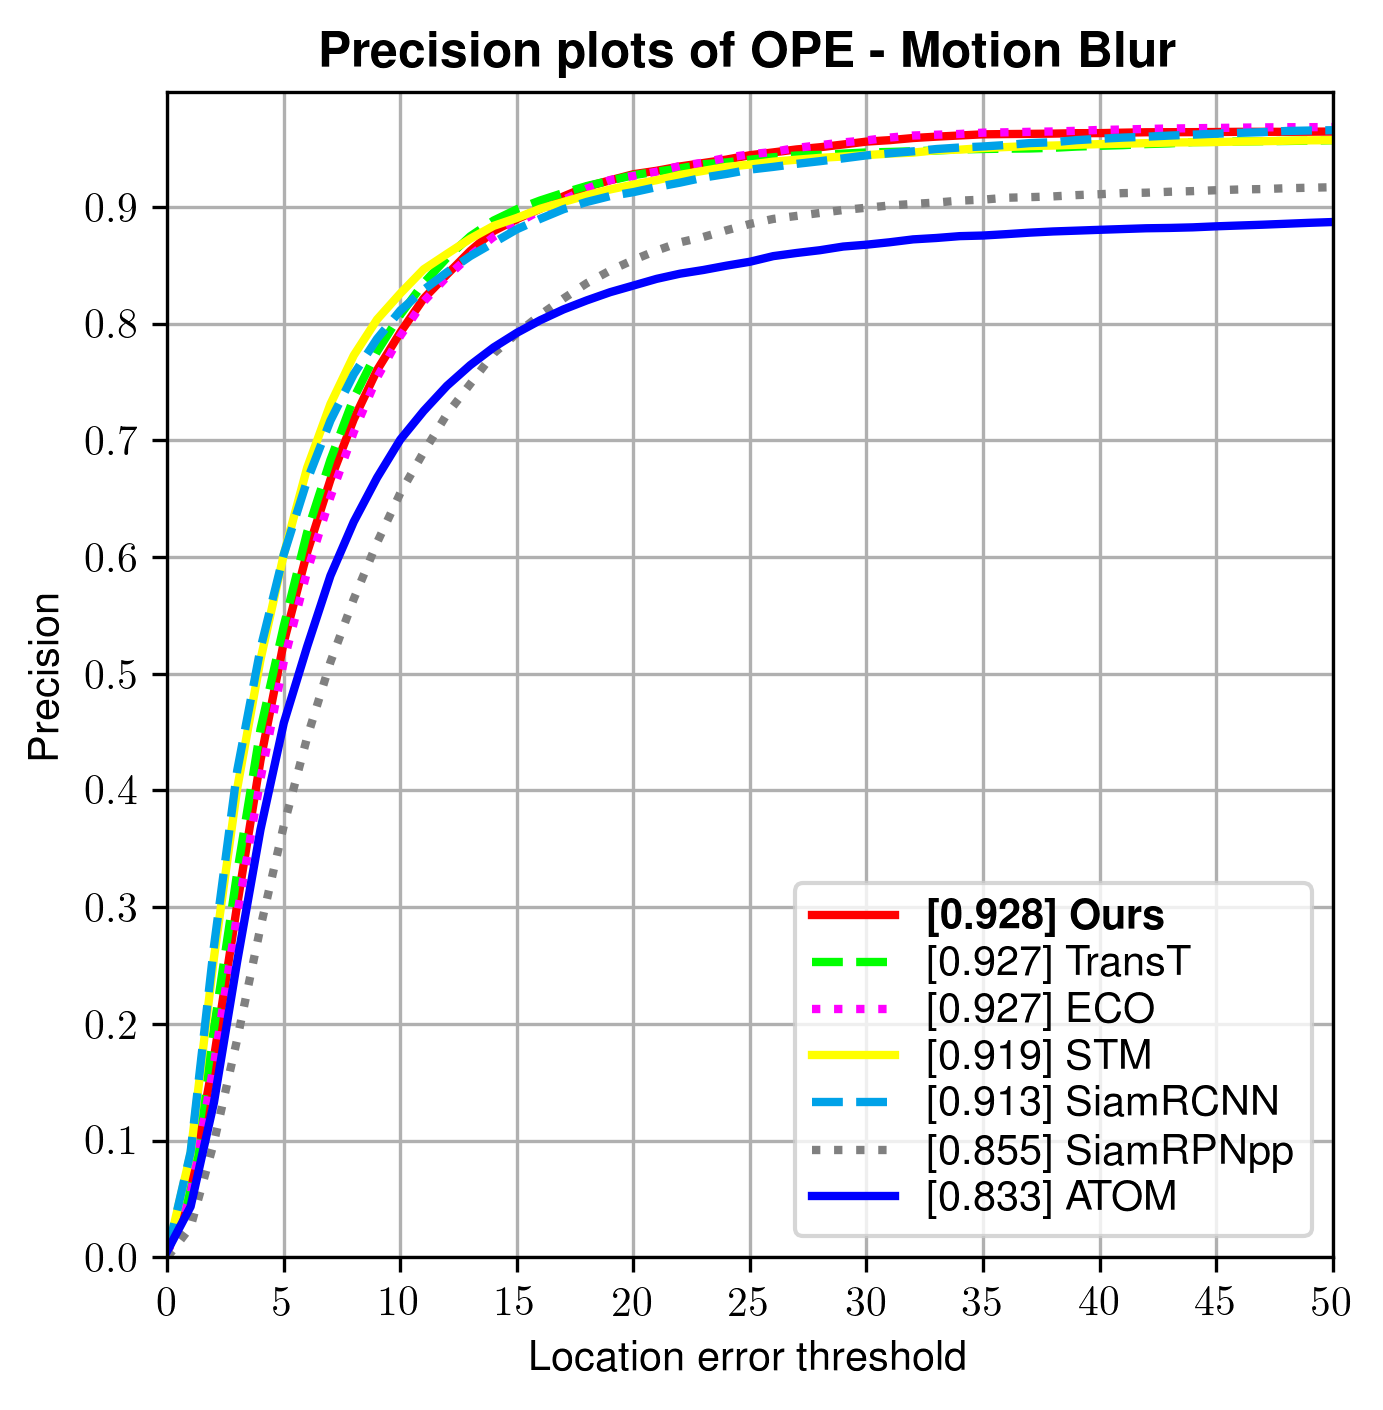 Precision plots of OPE - Motion Blur
Precision
0.9
0.8
0.7
0.6
0.5
0.4
0.3
0.2
0.1
0.0
[0.928] Ours
[0.927] TransT
[0.927] ECO
[0.919] STM
[0.913] SiamRCNN
[0.855] SiamRPNpp
[0.833] ATOM
0 5 10 15 20 25 30 35 40 45 50
Location error threshold